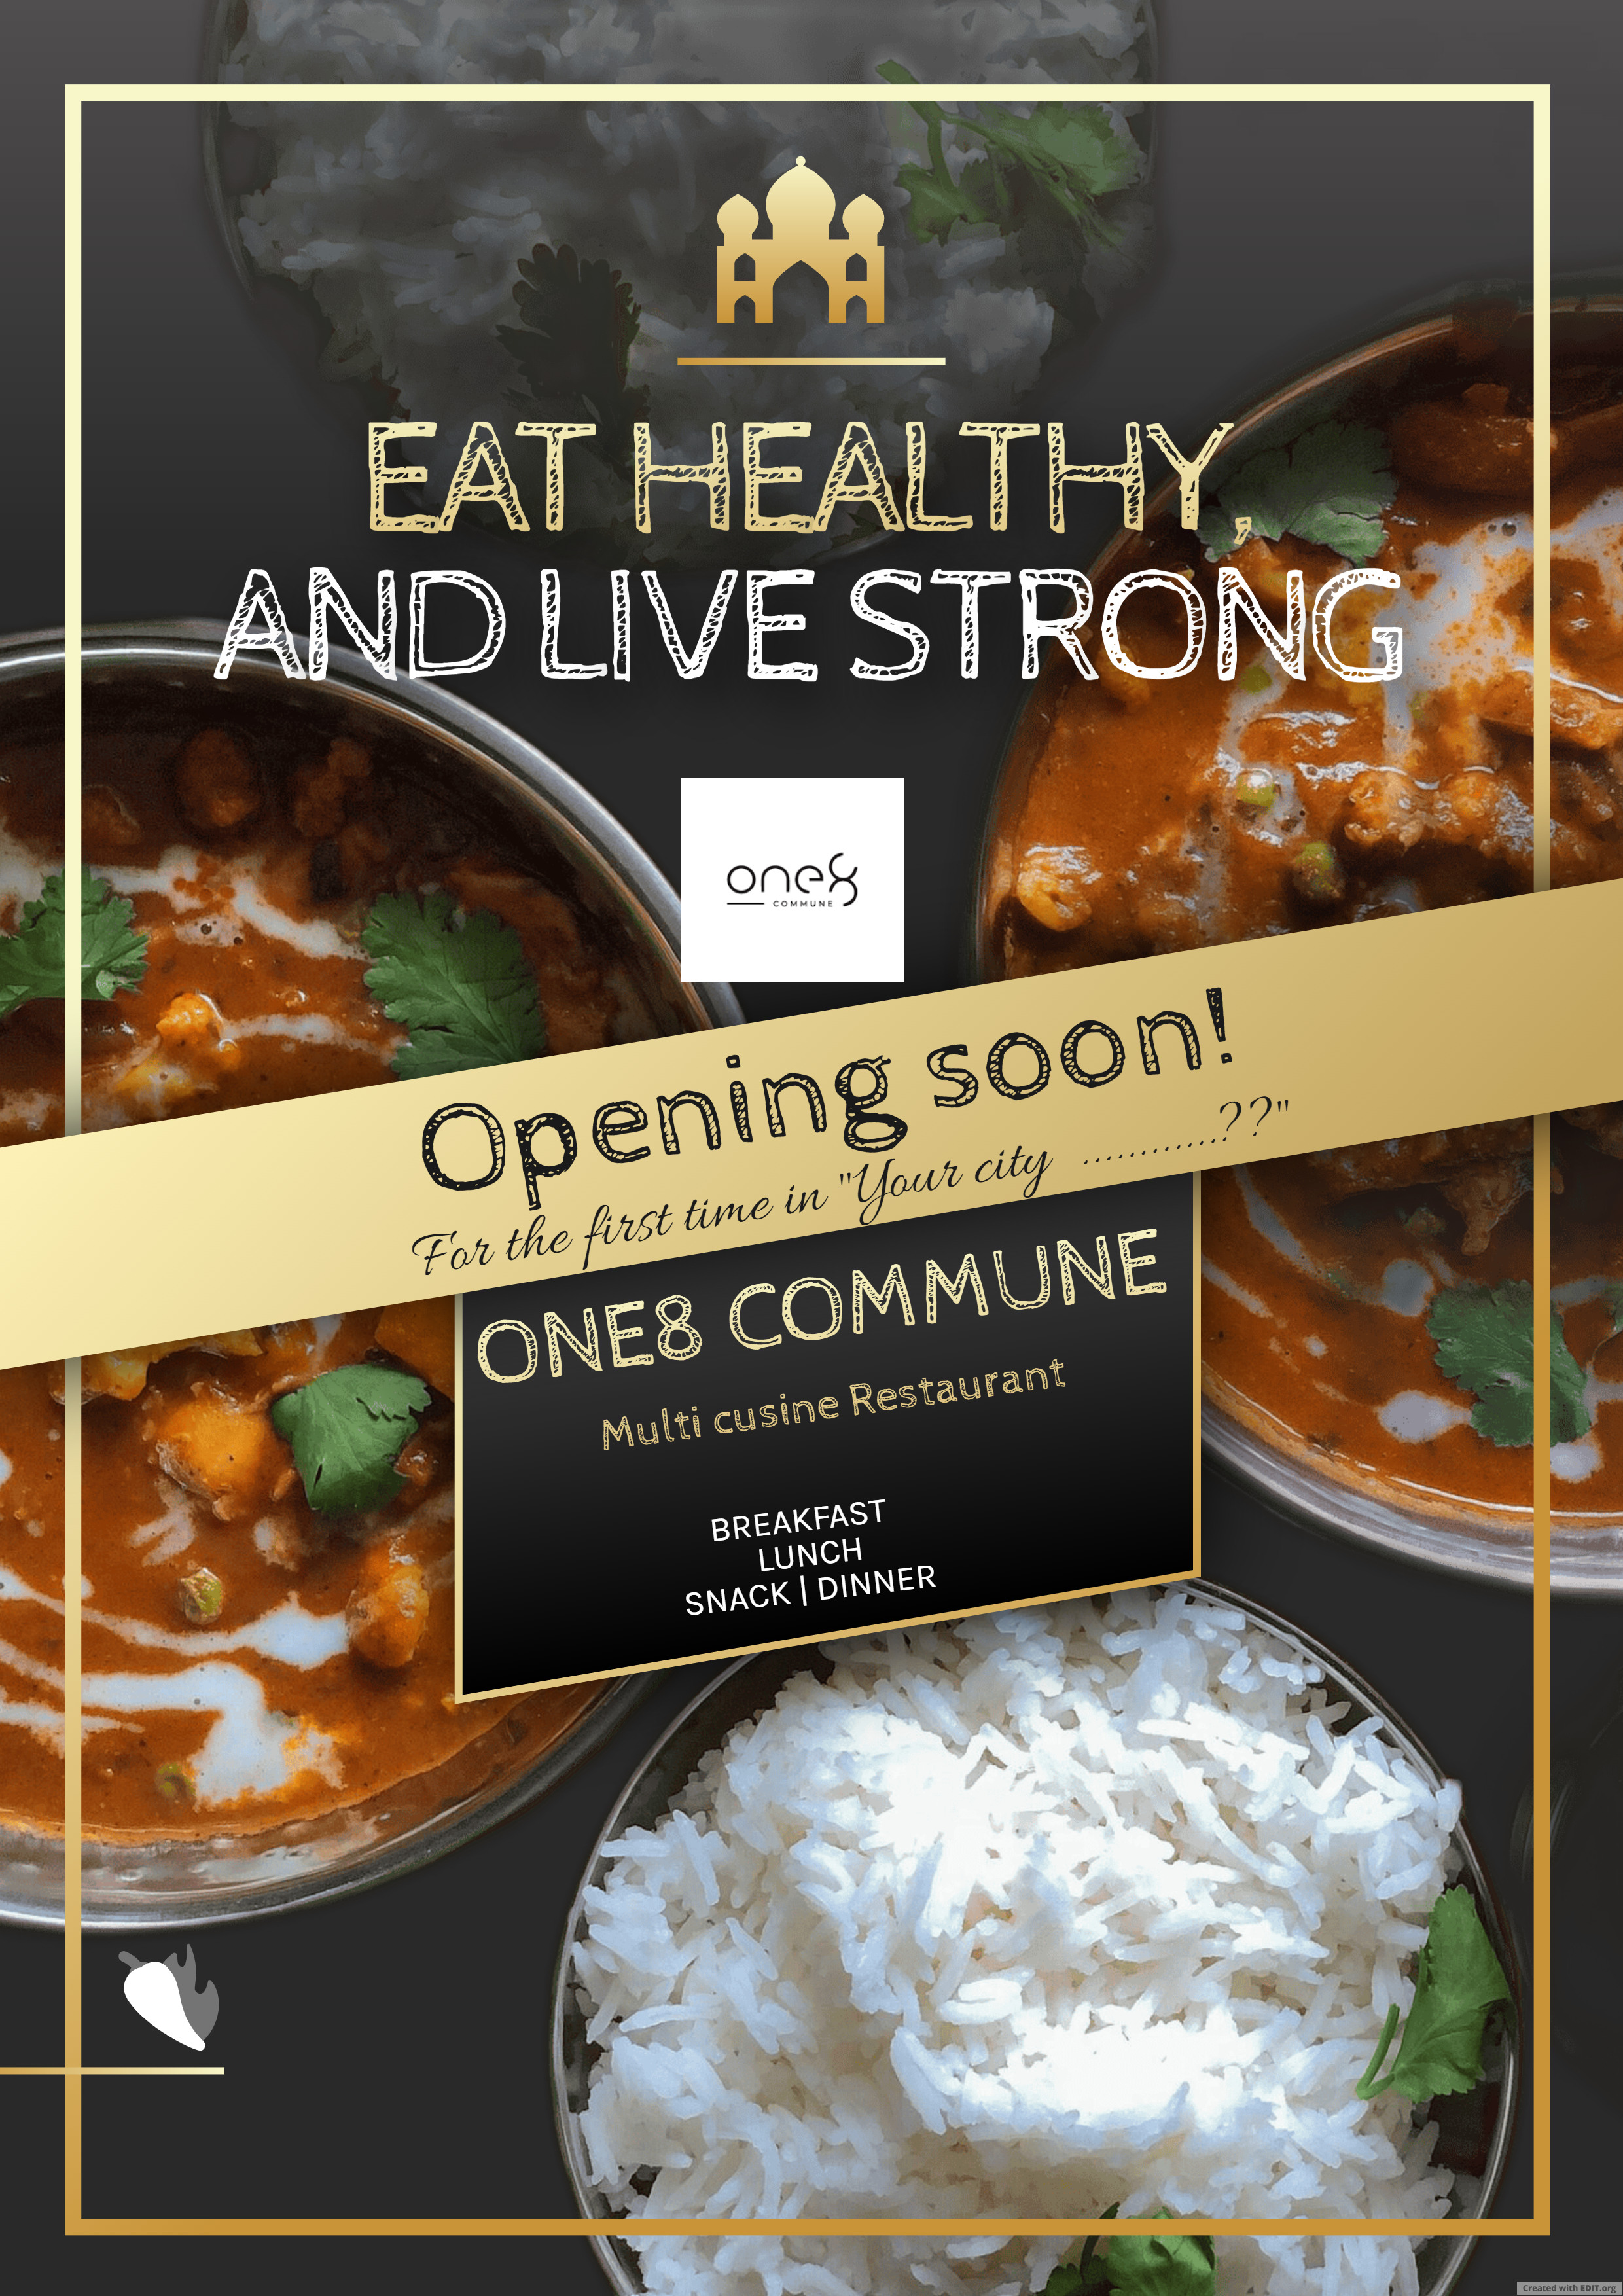 EAT HEALTHY,
AND LIVE STRONG
one8
COMMUNE
Opening soon!
For the first time in "Your city ............??"
ONE8 COMMUNE
Multi cusine Restaurant
BREAKFAST
LUNCH
SNACK | DINNER
Created with EDIT.org